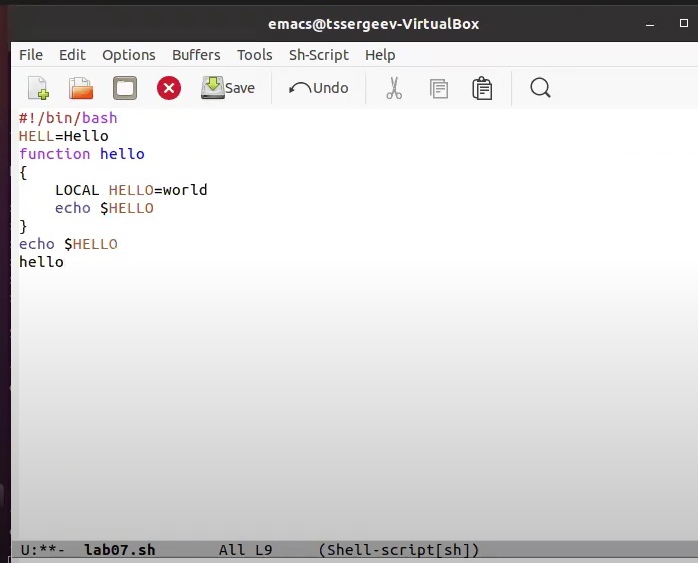 emacs@tssergeev-VirtualBox
File Edit Options Buffers Tools Sh-Script Help
Save Undo
#!/bin/bash
HELL=Hello
function hello
{
    LOCAL HELLO=world
    echo $HELLO
}
echo $HELLO
hello
U:**-  lab07.sh       All L9     (Shell-script[sh])